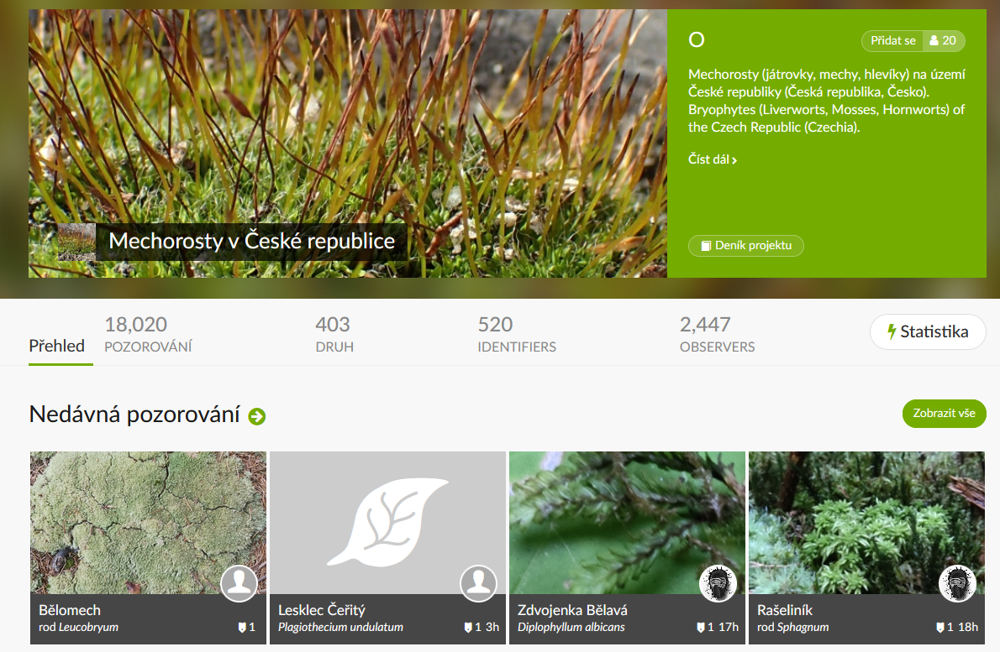 O
Přidat se 20
Mechorosty (játrovky, mechy, hlevíky) na území
České republiky (Česká republika, Česko).
Bryophytes (Liverworts, Mosses, Hornworts) of
the Czech Republic (Czechia).
Číst dál
Mechorosty v České republice
Deník projektu
Přehled
18,020
POZOROVÁNÍ
403
DRUH
520
IDENTIFIERS
2,447
OBSERVERS
Statistika
Nedávná pozorování
Zobrazit vše
Bělomech
rod Leucobryum
1
Lesklec Čeřitý
Plagiothecium undulatum
1 3h
Zdvojenka Bělavá
Diplophyllum albicans
1 17h
Rašeliník
rod Sphagnum
1 18h